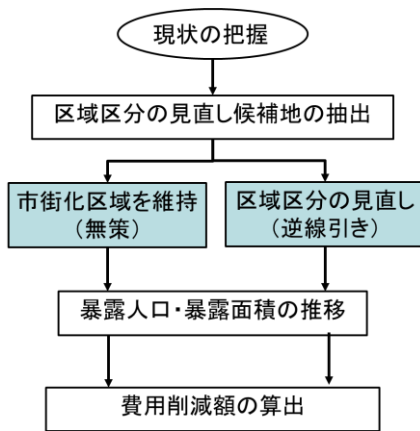 現状の把握
区域区分の見直し候補地の抽出
市街化区域を維持
(無策)
区域区分の見直し
(逆線引き)
暴露人口・暴露面積の推移
費用削減額の算出